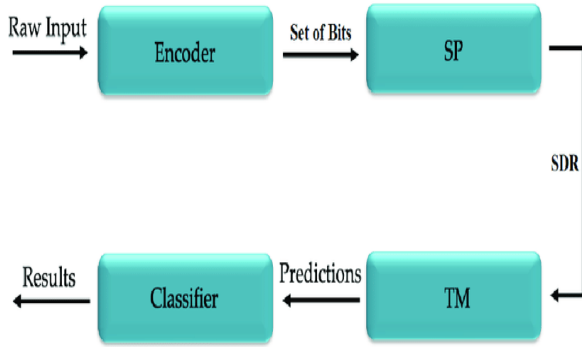 Raw Input
Encoder
Set of Bits
SP
SDR
TM
Predictions
Classifier
Results